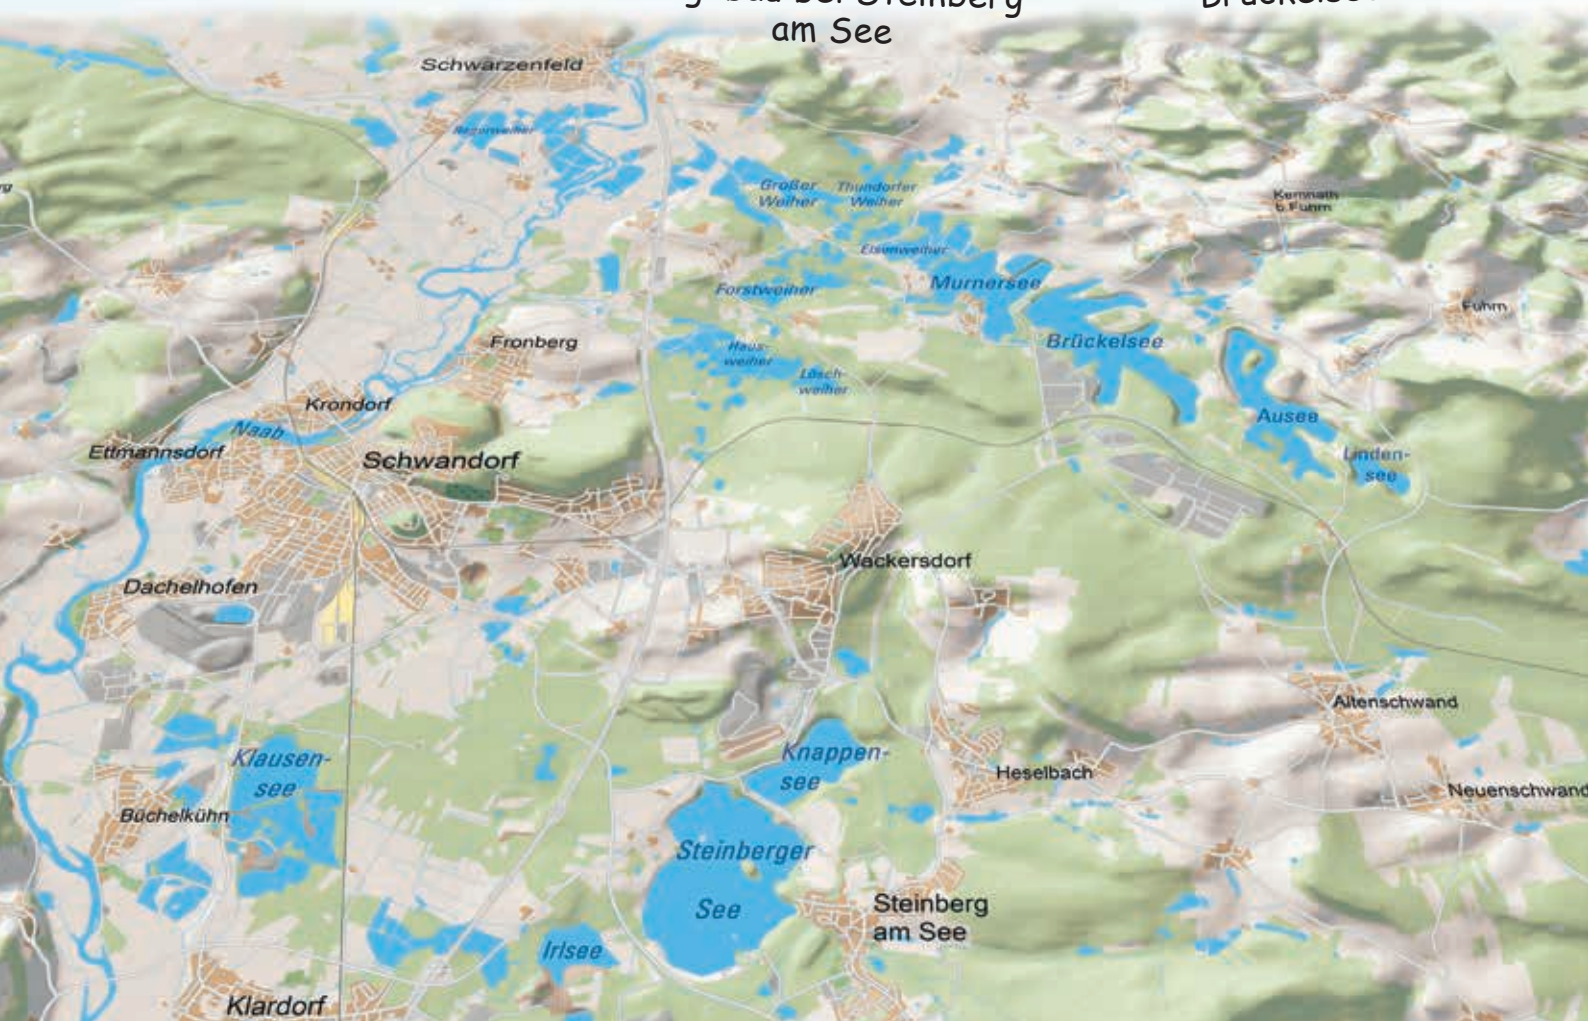 am See
Schwarzenfeld
Großer
Weiher
Thundorfer
Weiher
Kemnath
b.Fuhrn
Eisenweiher
Murnersee
Forstweiher
Fuhrn
Fronberg
Haus-
weiher
Brückelsee
Lösch-
weiher
Krondorf
Ausee
Naab
Ettmannsdorf
Schwandorf
Linden-
see
Wackersdorf
Dachelhofen
Altenschwand
Klausen-
see
Knappen-
see
Heselbach
Neuenschwand
Büchelkühn
Steinberger
See
Steinberg
am See
Irlsee
Klardorf